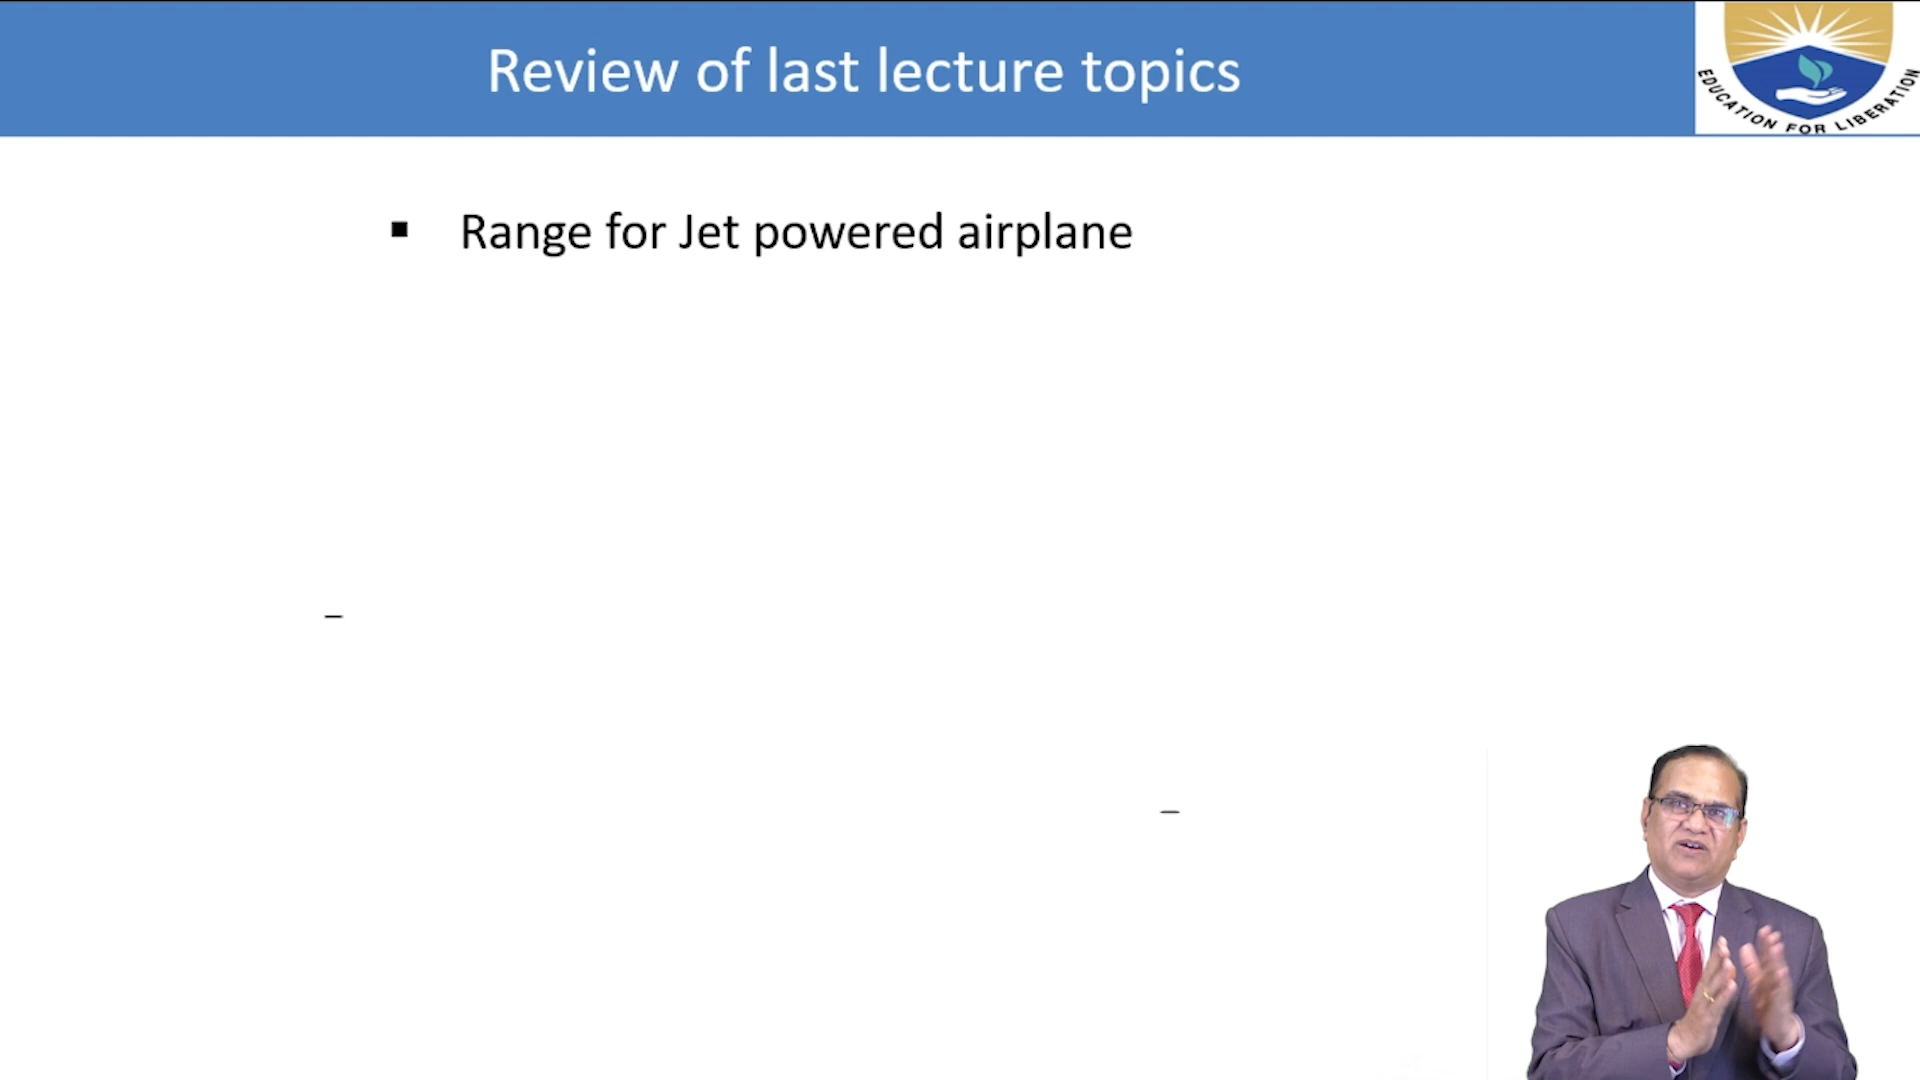 Review of last lecture topics
EDUCATION FOR LIBERATION
▪ Range for Jet powered airplane
–
–